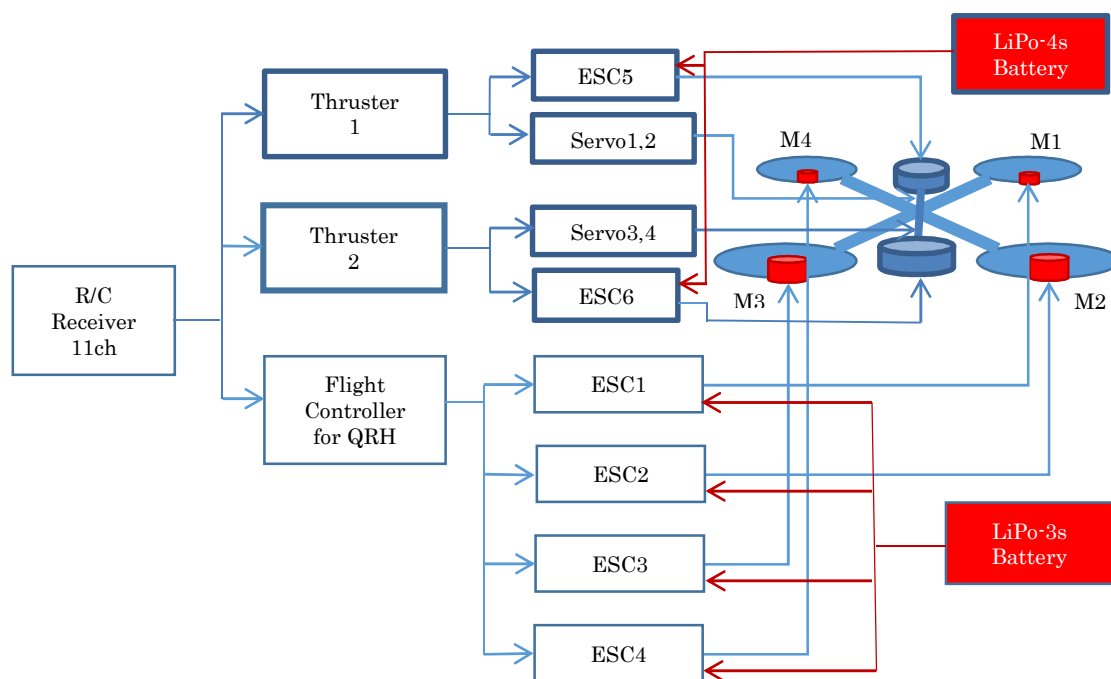 LiPo-4s
Battery
ESC5
Thruster
1
Servo1,2
M4
M1
Thruster
2
Servo3,4
ESC6
M3
M2
R/C
Receiver
11ch
Flight
Controller
for QRH
ESC1
ESC2
LiPo-3s
Battery
ESC3
ESC4